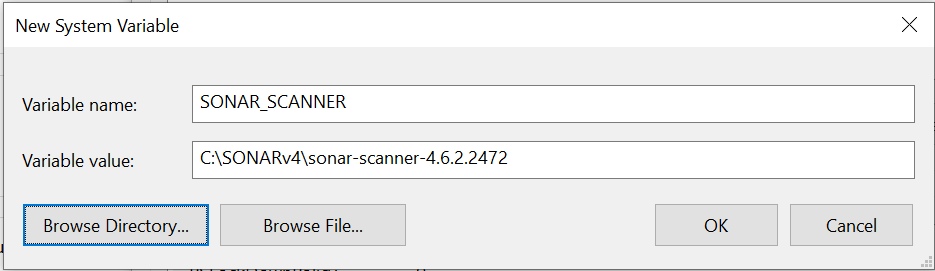 New System Variable
Variable name: SONAR_SCANNER
Variable value: C:\SONARv4\sonar-scanner-4.6.2.2472
Browse Directory... Browse File... OK Cancel